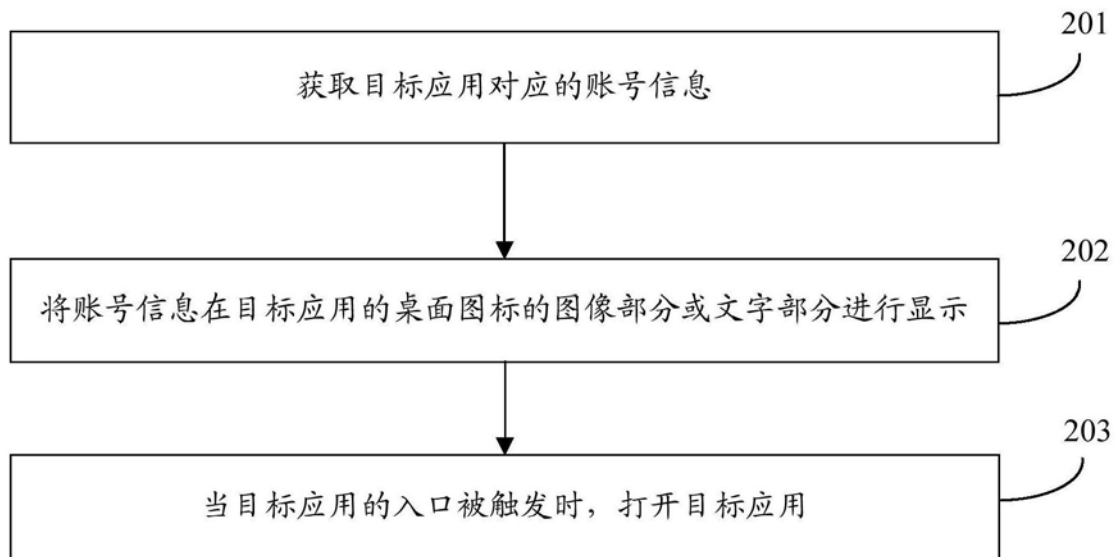 201
获取目标应用对应的账号信息
202
将账号信息在目标应用的桌面图标的图像部分或文字部分进行显示
203
当目标应用的入口被触发时，打开目标应用